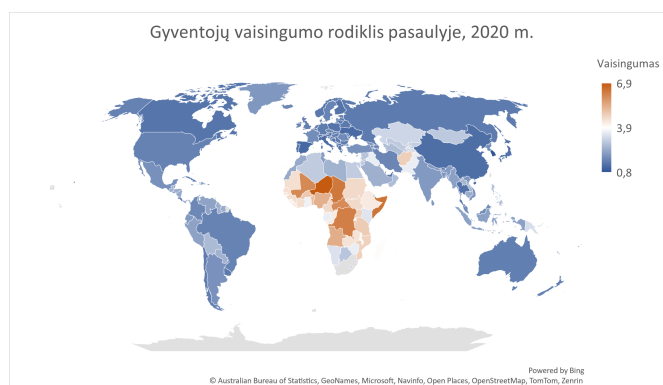 Gyventojų vaisingumo rodiklis pasaulyje, 2020 m.
Vaisingumas
6,9
3,9
0,8
Powered by Bing
© Australian Bureau of Statistics, GeoNames, Microsoft, Navinfo, Open Places, OpenStreetMap, TomTom, Zenrin